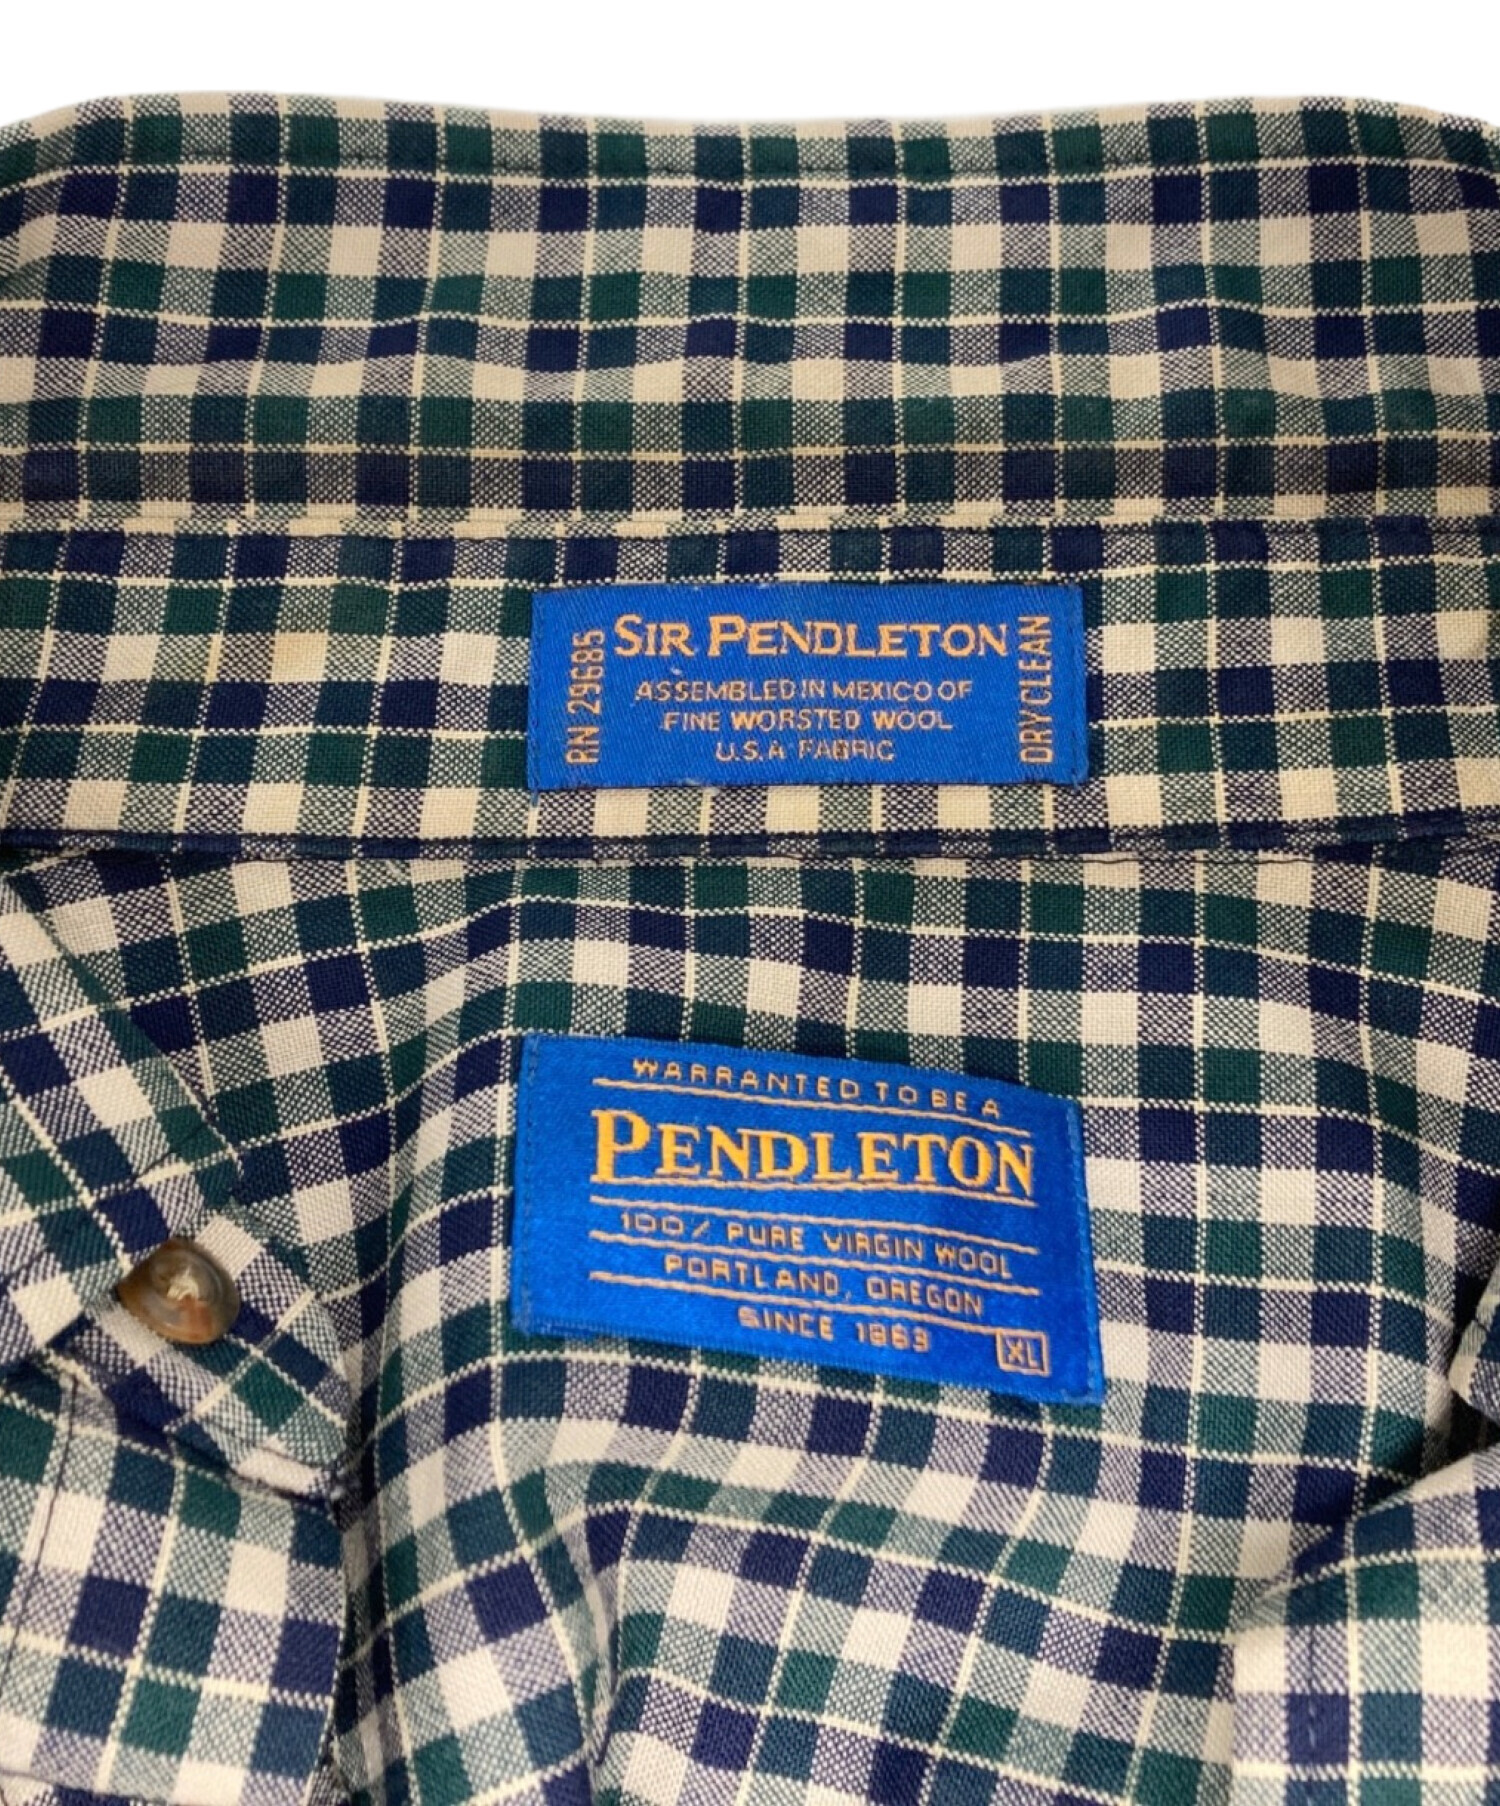 SIR PENDLETON
RN 29685
ASSEMBLED IN MEXICO OF
FINE WORSTED WOOL
U.S.A FABRIC
DRYCLEAN
WARRANTED TO BE A
PENDLETON
100% PURE VIRGIN WOOL
PORTLAND, OREGON
SINCE 1863
XL